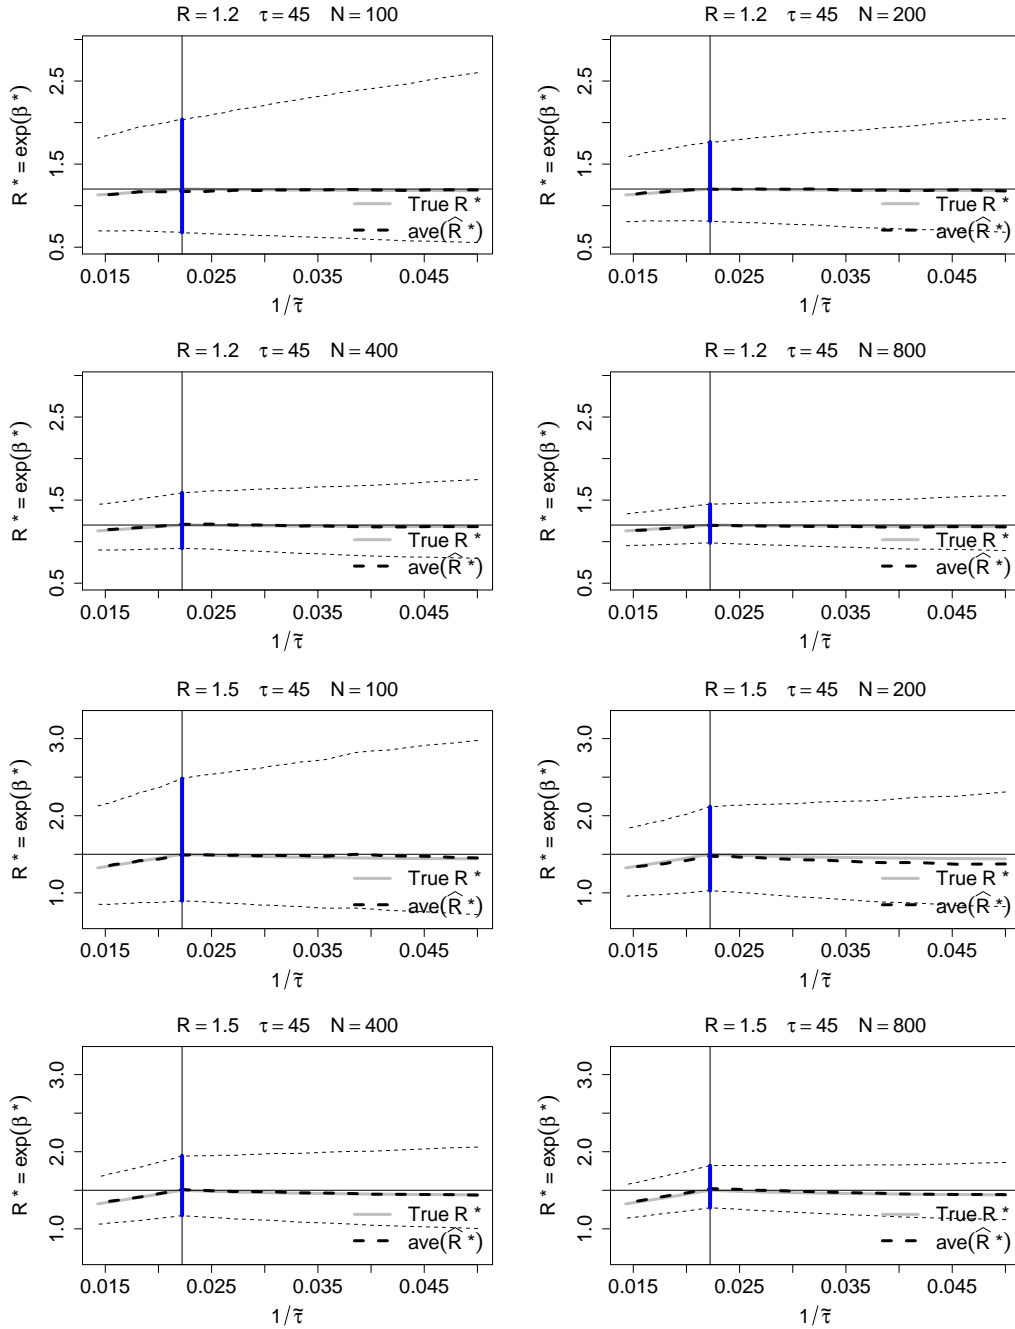 R = 1.2 τ = 45 N = 100
R * = exp(β *)
0.5 1.5 2.5
True R *
ave(R̂ *)
0.015 0.025 0.035 0.045
1/τ̃
R = 1.2 τ = 45 N = 200
R * = exp(β *)
0.5 1.5 2.5
True R *
ave(R̂ *)
0.015 0.025 0.035 0.045
1/τ̃
R = 1.2 τ = 45 N = 400
R * = exp(β *)
0.5 1.5 2.5
True R *
ave(R̂ *)
0.015 0.025 0.035 0.045
1/τ̃
R = 1.2 τ = 45 N = 800
R * = exp(β *)
0.5 1.5 2.5
True R *
ave(R̂ *)
0.015 0.025 0.035 0.045
1/τ̃
R = 1.5 τ = 45 N = 100
R * = exp(β *)
1.0 2.0 3.0
True R *
ave(R̂ *)
0.015 0.025 0.035 0.045
1/τ̃
R = 1.5 τ = 45 N = 200
R * = exp(β *)
1.0 2.0 3.0
True R *
ave(R̂ *)
0.015 0.025 0.035 0.045
1/τ̃
R = 1.5 τ = 45 N = 400
R * = exp(β *)
1.0 2.0 3.0
True R *
ave(R̂ *)
0.015 0.025 0.035 0.045
1/τ̃
R = 1.5 τ = 45 N = 800
R * = exp(β *)
1.0 2.0 3.0
True R *
ave(R̂ *)
0.015 0.025 0.035 0.045
1/τ̃